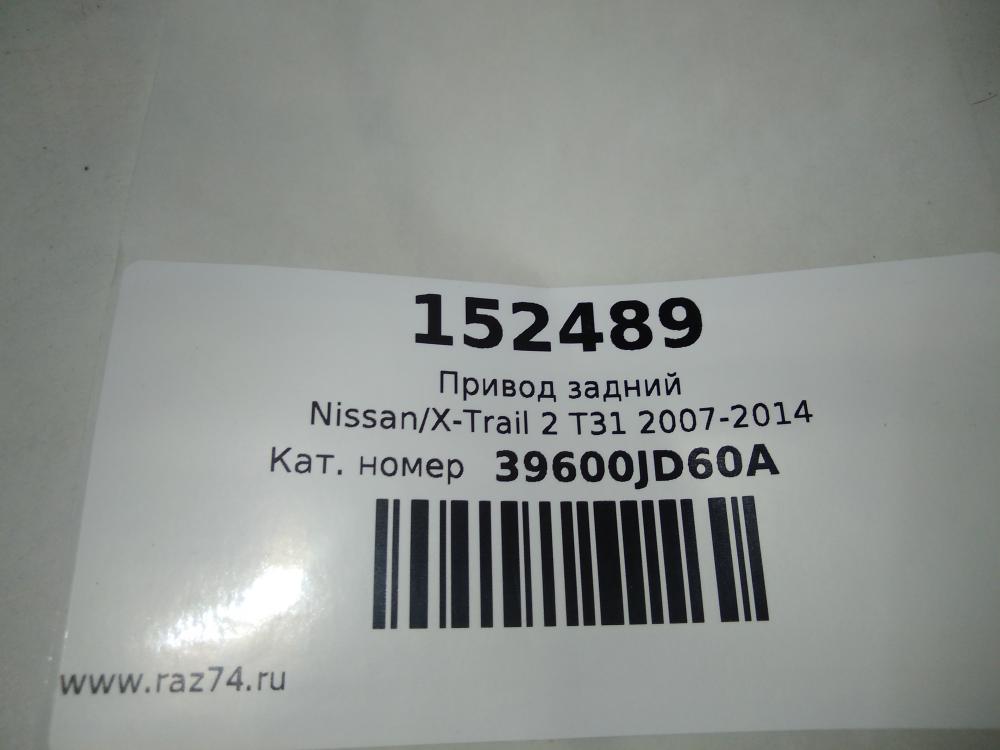 152489
Привод задний
Nissan/X-Trail 2 T31 2007-2014
Кат. номер 39600JD60A
www.raz74.ru